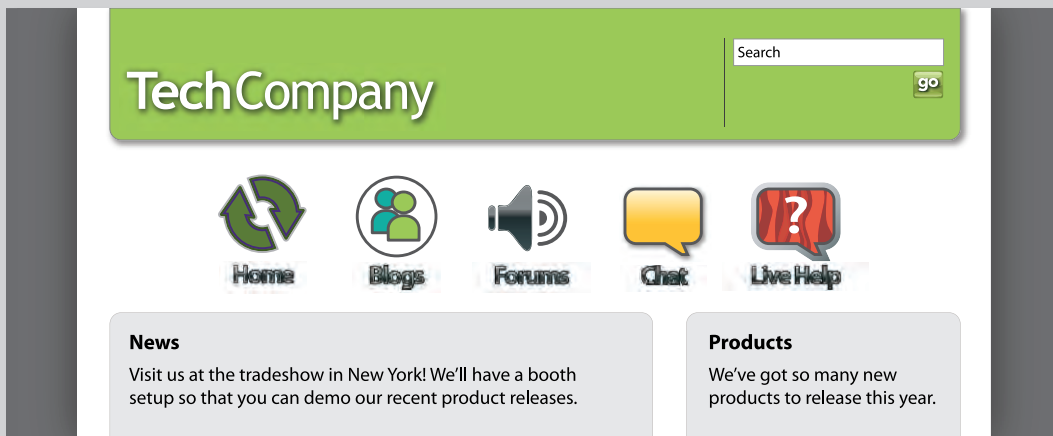 TechCompany
Search
go
?
Home
Blogs
Forums
Chat
Live Help
News
Visit us at the tradeshow in New York! We'll have a booth
setup so that you can demo our recent product releases.
Products
We've got so many new
products to release this year.